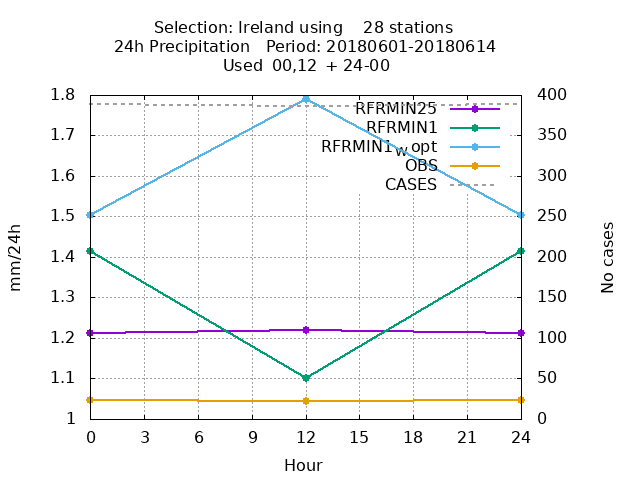 Selection: Ireland using 28 stations
24h Precipitation Period: 20180601-20180614
Used 00,12 + 24-00
1.8 400
RFRMIN25
1.7 RFRMIN1 350
RFRMIN1wopt
OBS
1.6 300
CASES
1.5 250
1.4 200
1.3 150
1.2 100
1.1 50
1 0
0 3 6 9 12 15 18 21 24
Hour
mm/24h
No cases